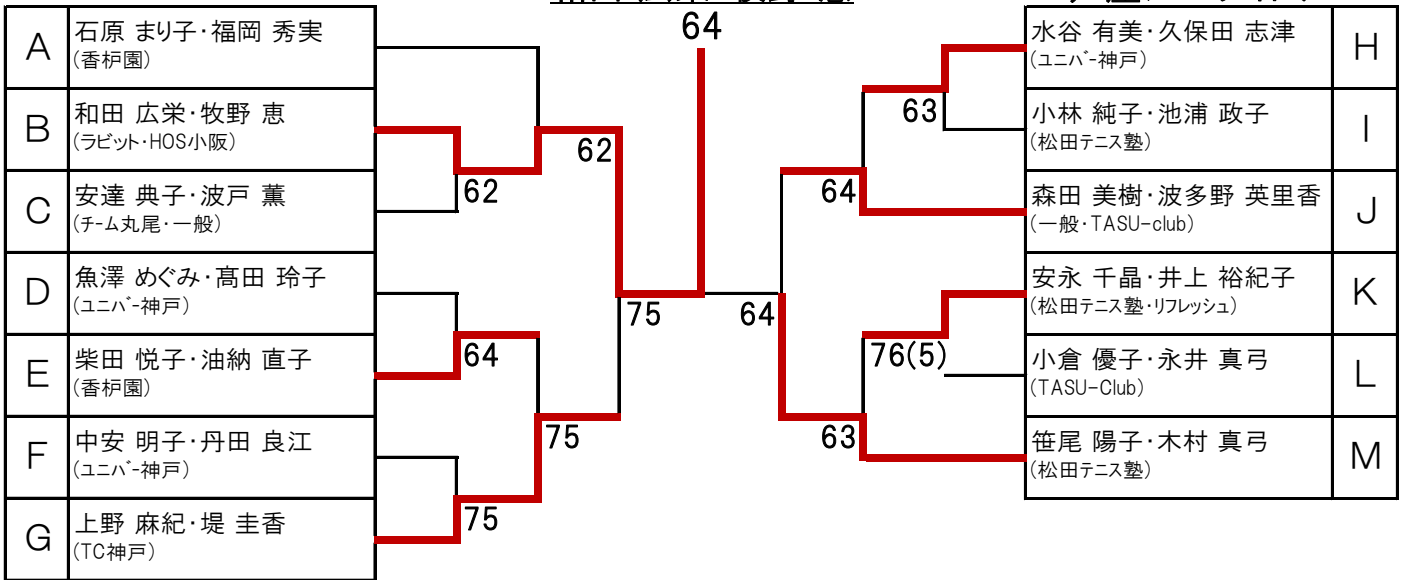 64
A
石原 まり子・福岡 秀実
(香枦園)
B
和田 広栄・牧野 恵
(ラビット・HOS小阪)
62
62
C
安達 典子・波戸 薫
(チーム丸尾・一般)
D
魚澤 めぐみ・髙田 玲子
(ユニバー神戸)
75
E
柴田 悦子・油納 直子
(香枦園)
64
F
中安 明子・丹田 良江
(ユニバー神戸)
75
G
上野 麻紀・堤 圭香
(TC神戸)
75
水谷 有美・久保田 志津
(ユニバー神戸)
H
63
小林 純子・池浦 政子
(松田テニス塾)
I
64
森田 美樹・波多野 英里香
(一般・TASU-club)
J
64
安永 千晶・井上 裕紀子
(松田テニス塾・リフレッシュ)
K
76(5)
小倉 優子・永井 真弓
(TASU-Club)
L
63
笹尾 陽子・木村 真弓
(松田テニス塾)
M